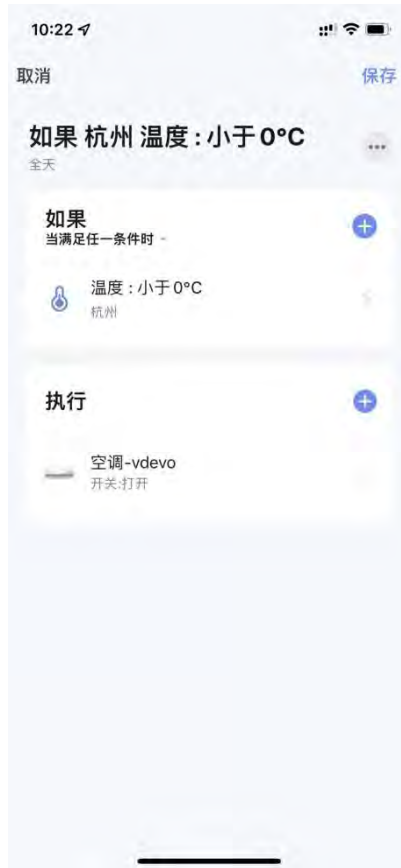 10:22
取消
保存
如果 杭州 温度 : 小于 0°C
全天
如果
当满足任一条件时
温度 : 小于 0°C
杭州
执行
空调-vdevo
开关:打开